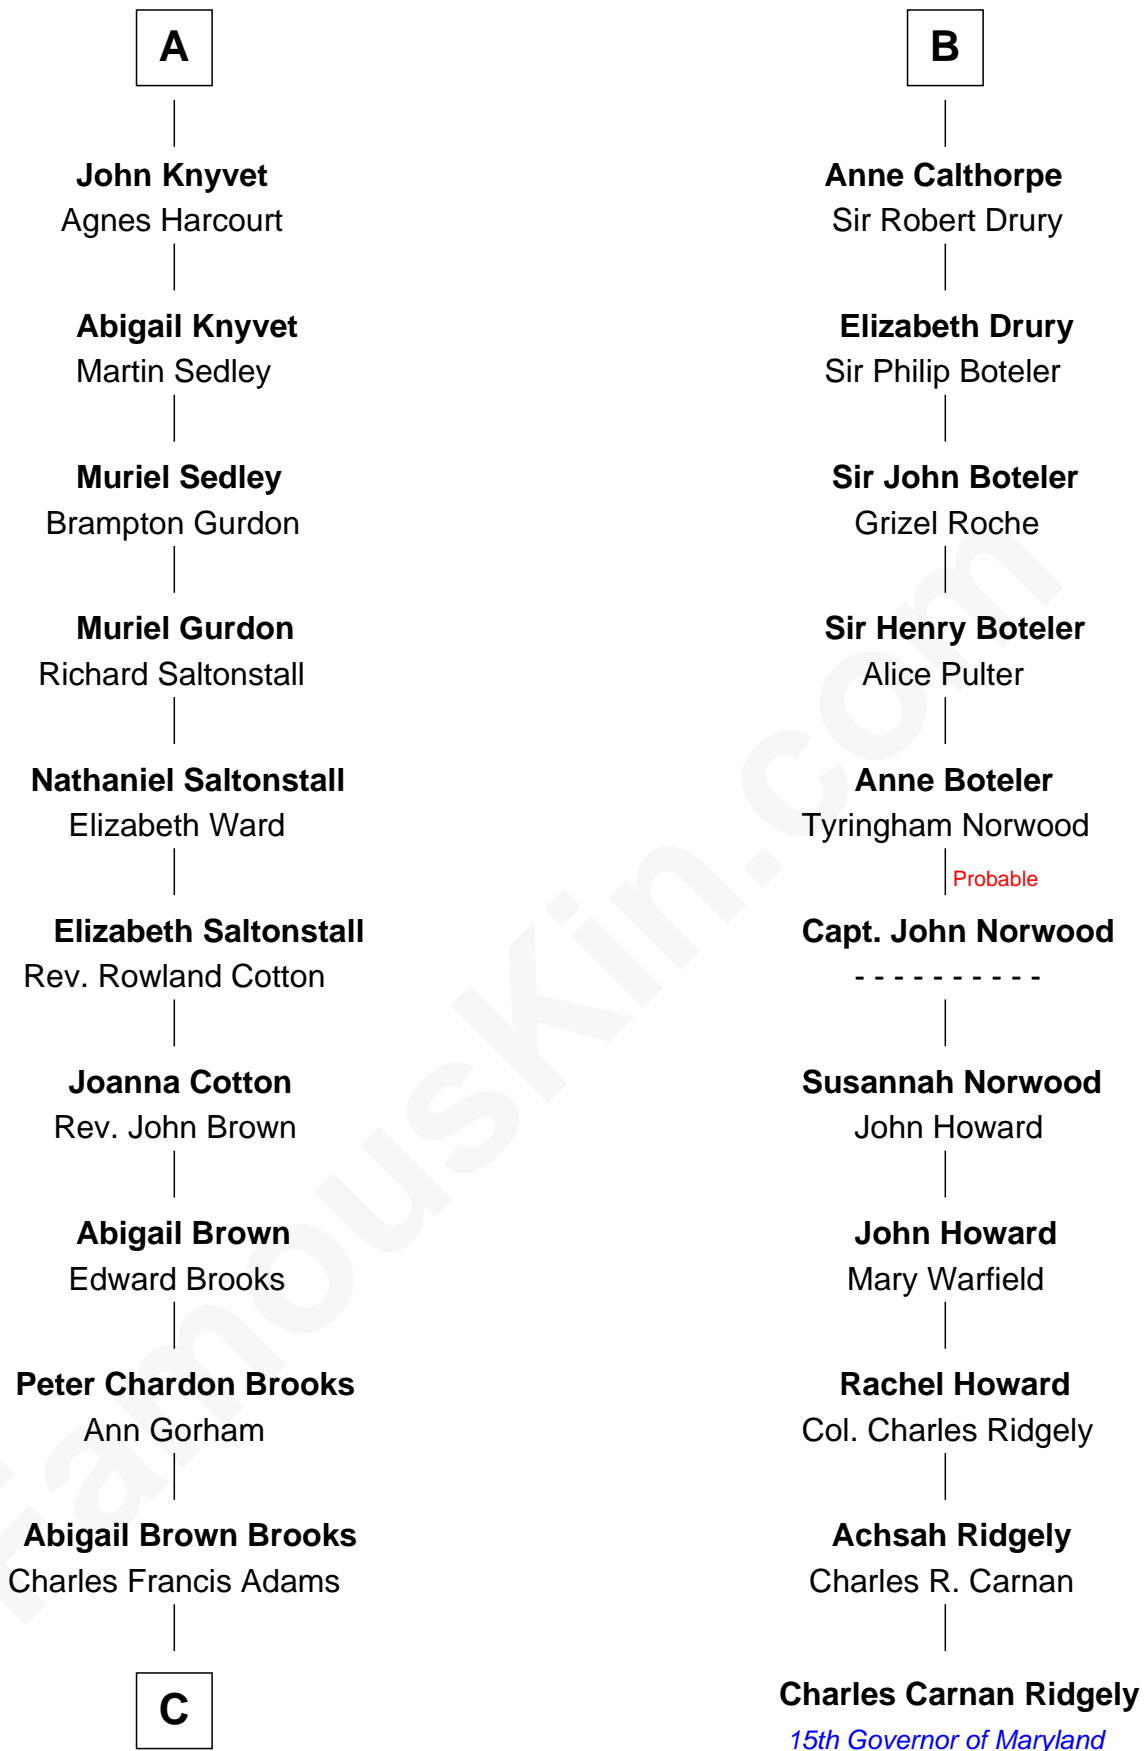 A
John Knyvet
Agnes Harcourt
Abigail Knyvet
Martin Sedley
Muriel Sedley
Brampton Gurdon
Muriel Gurdon
Richard Saltonstall
Nathaniel Saltonstall
Elizabeth Ward
Elizabeth Saltonstall
Rev. Rowland Cotton
Joanna Cotton
Rev. John Brown
Abigail Brown
Edward Brooks
Peter Chardon Brooks
Ann Gorham
Abigail Brown Brooks
Charles Francis Adams
C
B
Anne Calthorpe
Sir Robert Drury
Elizabeth Drury
Sir Philip Boteler
Sir John Boteler
Grizel Roche
Sir Henry Boteler
Alice Pulter
Anne Boteler
Tyringham Norwood
Probable
Capt. John Norwood
- - - - - - - - - -
Susannah Norwood
John Howard
John Howard
Mary Warfield
Rachel Howard
Col. Charles Ridgely
Achsah Ridgely
Charles R. Carnan
Charles Carnan Ridgely
15th Governor of Maryland
FamousKin.com